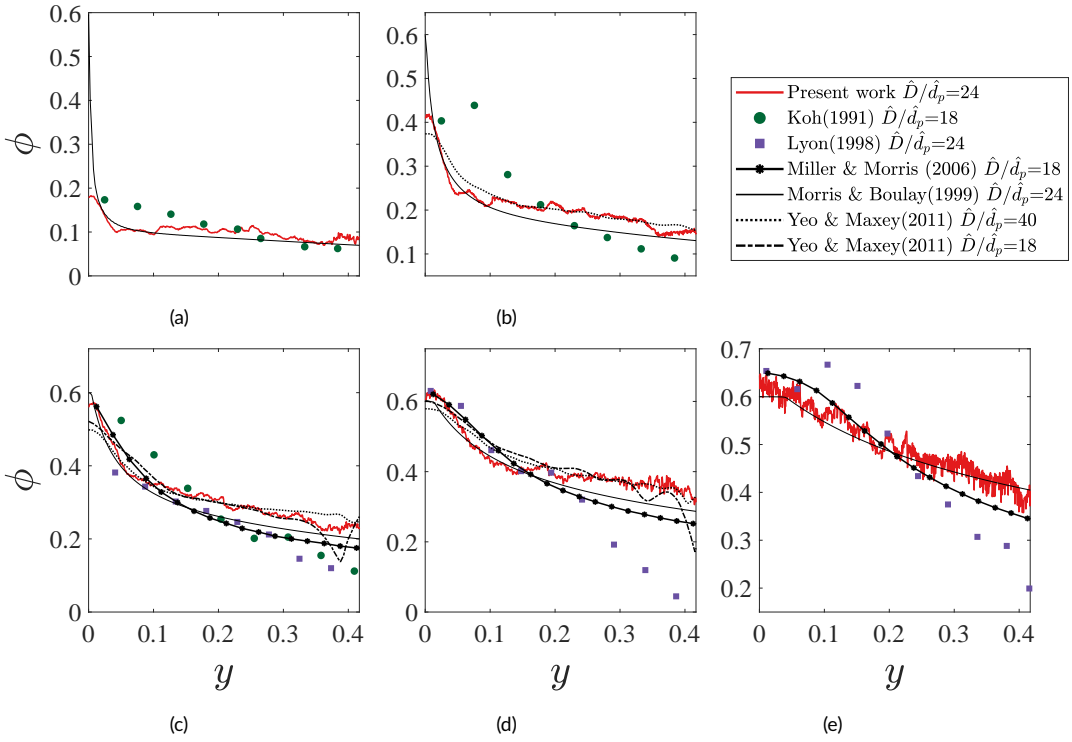 0.6
0.5
0.4
0.3
0.2
0.1
0
ϕ
(a)
0.6
0.5
0.4
0.3
0.2
0.1
(b)
Present work D̂/d̂ₚ=24
Koh(1991) D̂/d̂ₚ=18
Lyon(1998) D̂/d̂ₚ=24
Miller & Morris (2006) D̂/d̂ₚ=18
Morris & Boulay(1999) D̂/d̂ₚ=24
Yeo & Maxey(2011) D̂/d̂ₚ=40
Yeo & Maxey(2011) D̂/d̂ₚ=18
0.6
0.4
0.2
0
ϕ
0 0.1 0.2 0.3 0.4
y
(c)
0.6
0.4
0.2
0
0 0.1 0.2 0.3 0.4
y
(d)
0.7
0.6
0.5
0.4
0.3
0.2
0 0.1 0.2 0.3 0.4
y
(e)